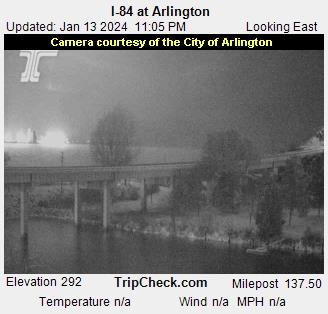 I-84 at Arlington
Updated: Jan 13 2024 11:05 PM Looking East
Camera courtesy of the City of Arlington
Elevation 292 TripCheck.com Milepost 137.50
Temperature n/a Wind n/a MPH n/a